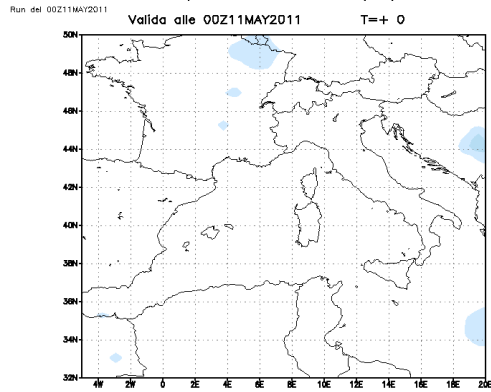 Run del 00Z11MAY2011
Valida alle 00Z11MAY2011 T=+ 0
50N
48N
46N
44N
42N
40N
38N
36N
34N
32N
4W 2W 0 2E 4E 6E 8E 10E 12E 14E 16E 18E 20E